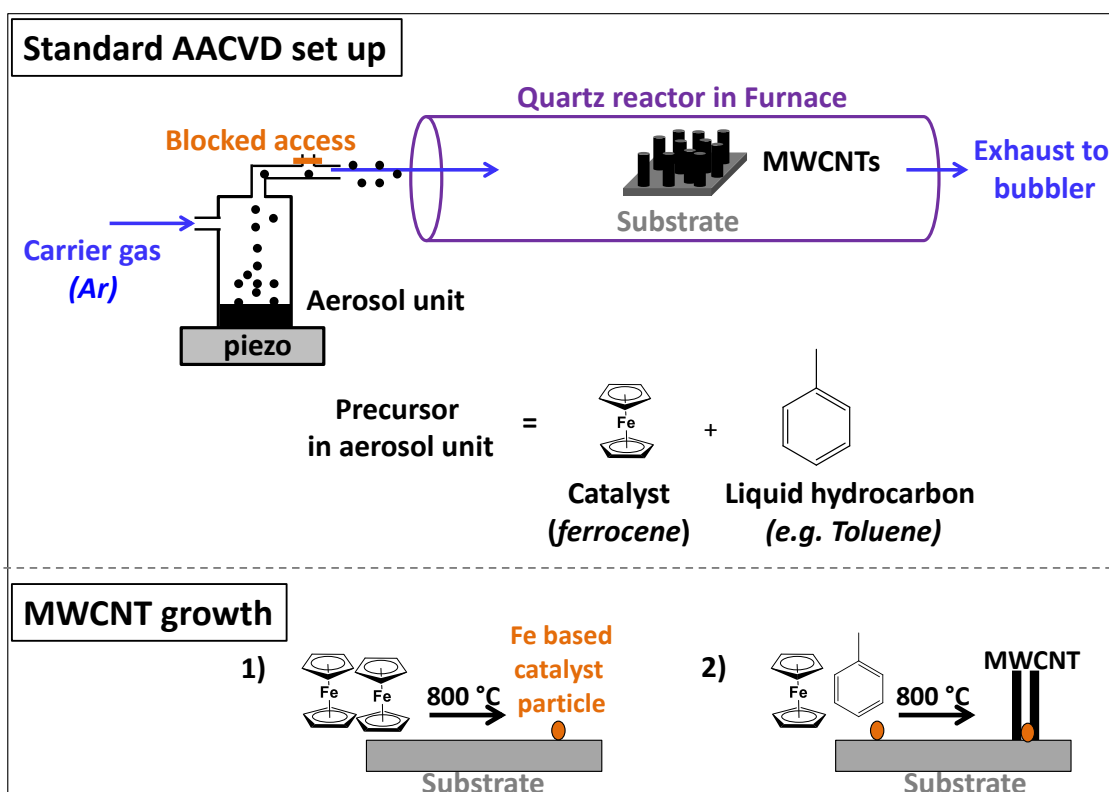 Standard AACVD set up
Quartz reactor in Furnace
Blocked access
MWCNTs
Exhaust to
bubbler
Substrate
Carrier gas
(Ar)
Aerosol unit
piezo
Precursor
in aerosol unit
=
Fe
+
Catalyst
(ferrocene)
Liquid hydrocarbon
(e.g. Toluene)
MWCNT growth
1)
Fe
Fe
800 °C
Fe based
catalyst
particle
Substrate
2)
Fe
800 °C
MWCNT
Substrate